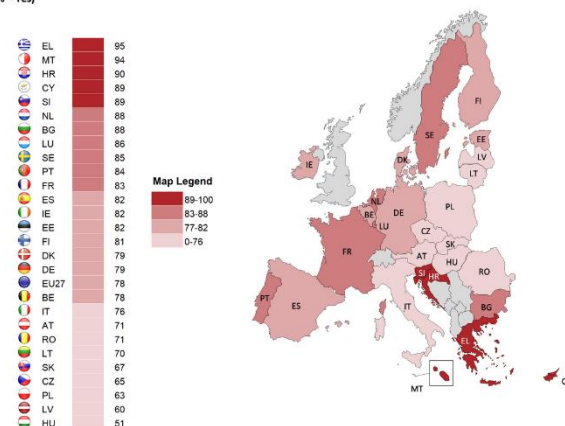 Yes)
EL 95
MT 94
HR 90
CY 89
SI 89
NL 88
BG 88
LU 86
SE 85
PT 84
FR 83
ES 82
IE 82
EE 82
FI 81
DK 79
DE 79
EU27 78
BE 78
IT 76
AT 71
RO 71
LT 70
SK 67
CZ 65
PL 63
LV 60
HU 51
Map Legend
89-100
83-88
77-82
0-76
FI
SE
EE
LV
LT
DK
IE
NL
BE
DE
LU
PL
CZ
SK
FR
AT
HU
RO
SI
HR
PT
ES
IT
BG
EL
MT